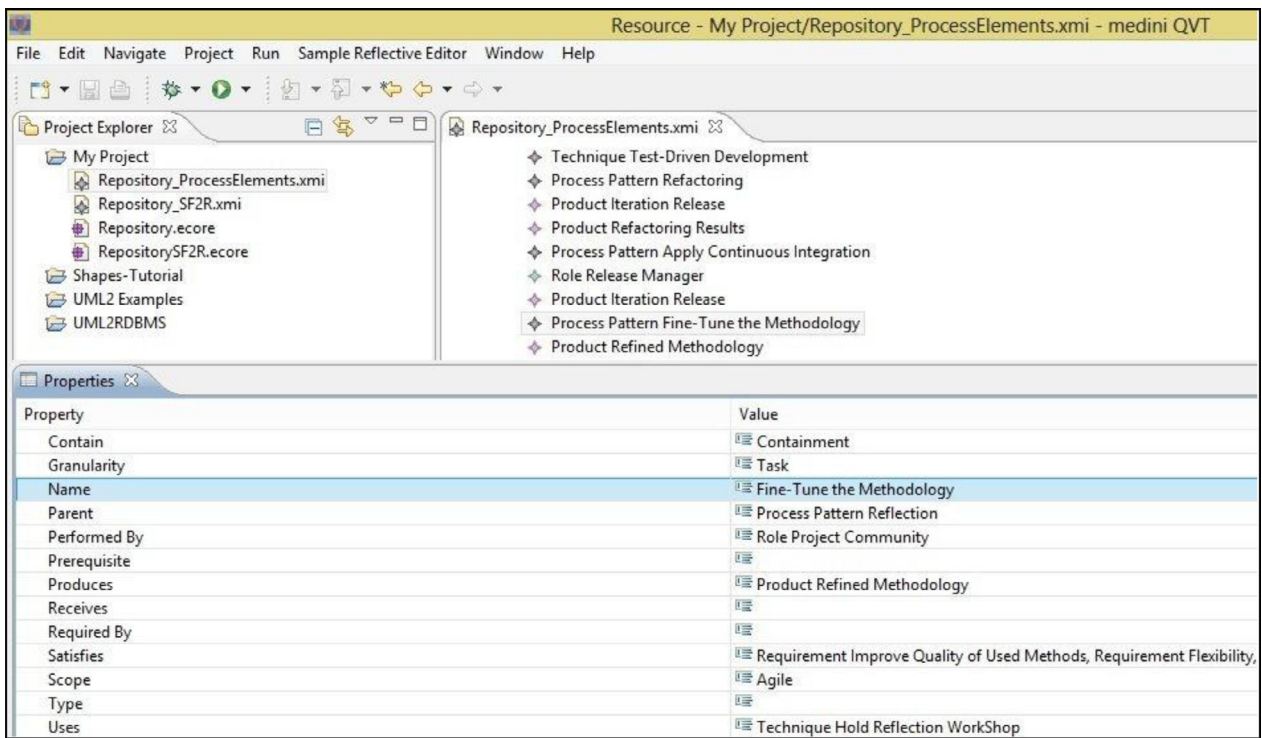 Resource - My Project/Repository_ProcessElements.xmi - medini QVT
File Edit Navigate Project Run Sample Reflective Editor Window Help
Project Explorer
My Project
Repository_ProcessElements.xmi
Repository_SF2R.xmi
Repository.ecore
RepositorySF2R.ecore
Shapes-Tutorial
UML2 Examples
UML2RDBMS
Repository_ProcessElements.xmi
Technique Test-Driven Development
Process Pattern Refactoring
Product Iteration Release
Product Refactoring Results
Process Pattern Apply Continuous Integration
Role Release Manager
Product Iteration Release
Process Pattern Fine-Tune the Methodology
Product Refined Methodology
Properties
Property Value
Contain Containment
Granularity Task
Name Fine-Tune the Methodology
Parent Process Pattern Reflection
Performed By Role Project Community
Prerequisite
Produces Product Refined Methodology
Receives
Required By
Satisfies Requirement Improve Quality of Used Methods, Requirement Flexibility,
Scope Agile
Type
Uses Technique Hold Reflection WorkShop